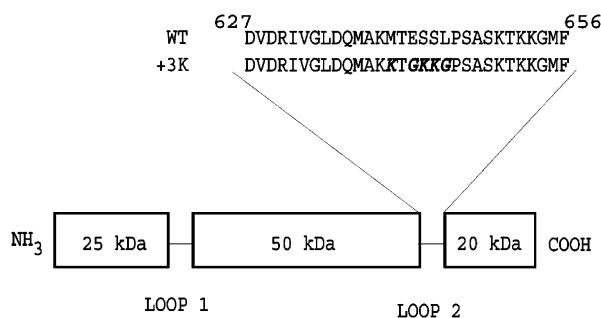 627 656
WT DVDRIVGLDQMAKMTESSLPSASKTKKGMF
+3K DVDRIVGLDQMAKKTGKKGPSASKTKKGMF
NH3 25 kDa 50 kDa 20 kDa COOH
LOOP 1 LOOP 2